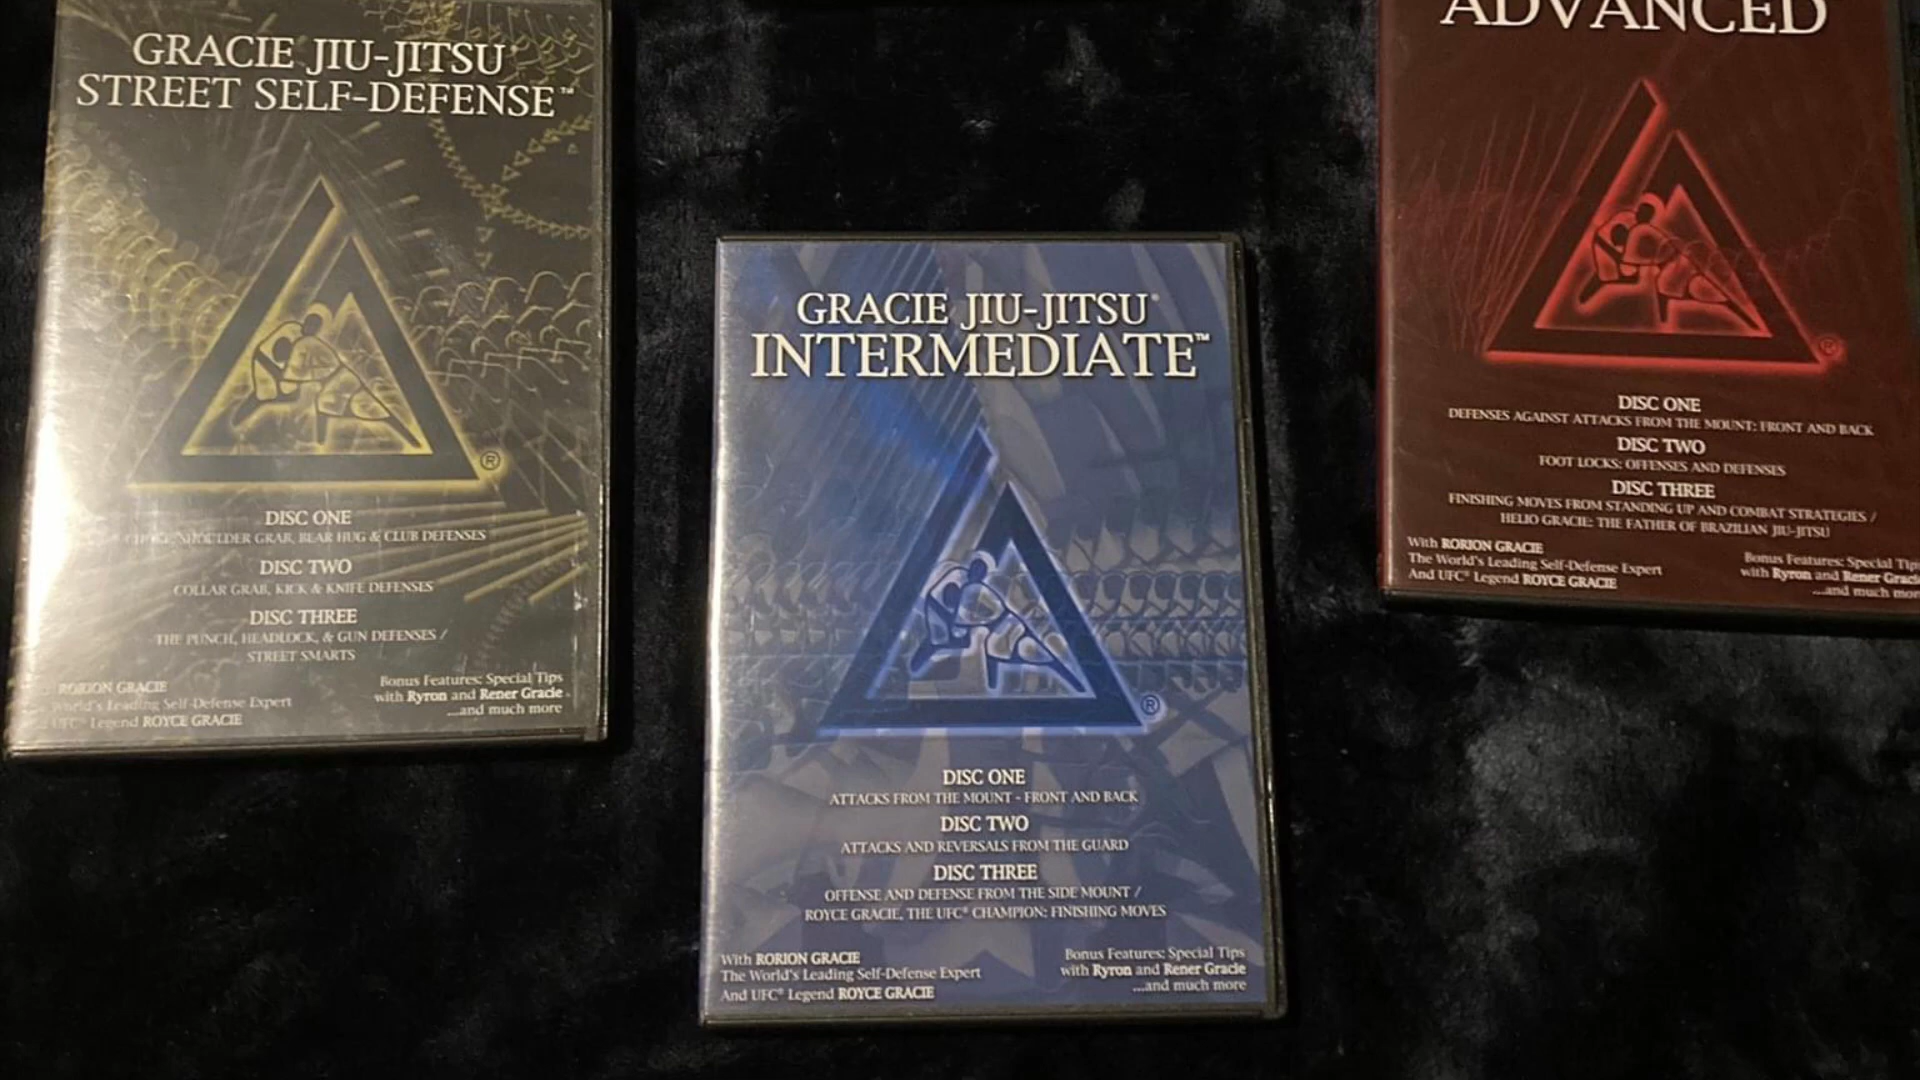 GRACIE JIU-JITSU
STREET SELF-DEFENSE™
®
DISC ONE
SHOULDER GRAB, BEAR HUG & CLUB DEFENSES
DISC TWO
COLLAR GRAB, KICK & KNIFE DEFENSES
DISC THREE
THE PUNCH, HEADLOCK, & GUN DEFENSES /
STREET SMARTS
RORION GRACIE
World's Leading Self-Defense Expert
UFC® Legend ROYCE GRACIE
Bonus Features: Special Tips
with Ryron and Rener Gracie
...and much more
GRACIE JIU-JITSU®
INTERMEDIATE™
®
DISC ONE
ATTACKS FROM THE MOUNT - FRONT AND BACK
DISC TWO
ATTACKS AND REVERSALS FROM THE GUARD
DISC THREE
OFFENSE AND DEFENSE FROM THE SIDE MOUNT /
ROYCE GRACIE, THE UFC® CHAMPION: FINISHING MOVES
With RORION GRACIE
The World's Leading Self-Defense Expert
And UFC® Legend ROYCE GRACIE
Bonus Features: Special Tips
with Ryron and Rener Gracie
...and much more
ADVANCED
®
DISC ONE
DEFENSES AGAINST ATTACKS FROM THE MOUNT: FRONT AND BACK
DISC TWO
FOOT LOCKS: OFFENSES AND DEFENSES
DISC THREE
FINISHING MOVES FROM STANDING UP AND COMBAT STRATEGIES /
HELIO GRACIE: THE FATHER OF BRAZILIAN JIU-JITSU
With RORION GRACIE
The World's Leading Self-Defense Expert
And UFC® Legend ROYCE GRACIE
Bonus Features: Special Tip
with Ryron and Rener Graci
...and much mor